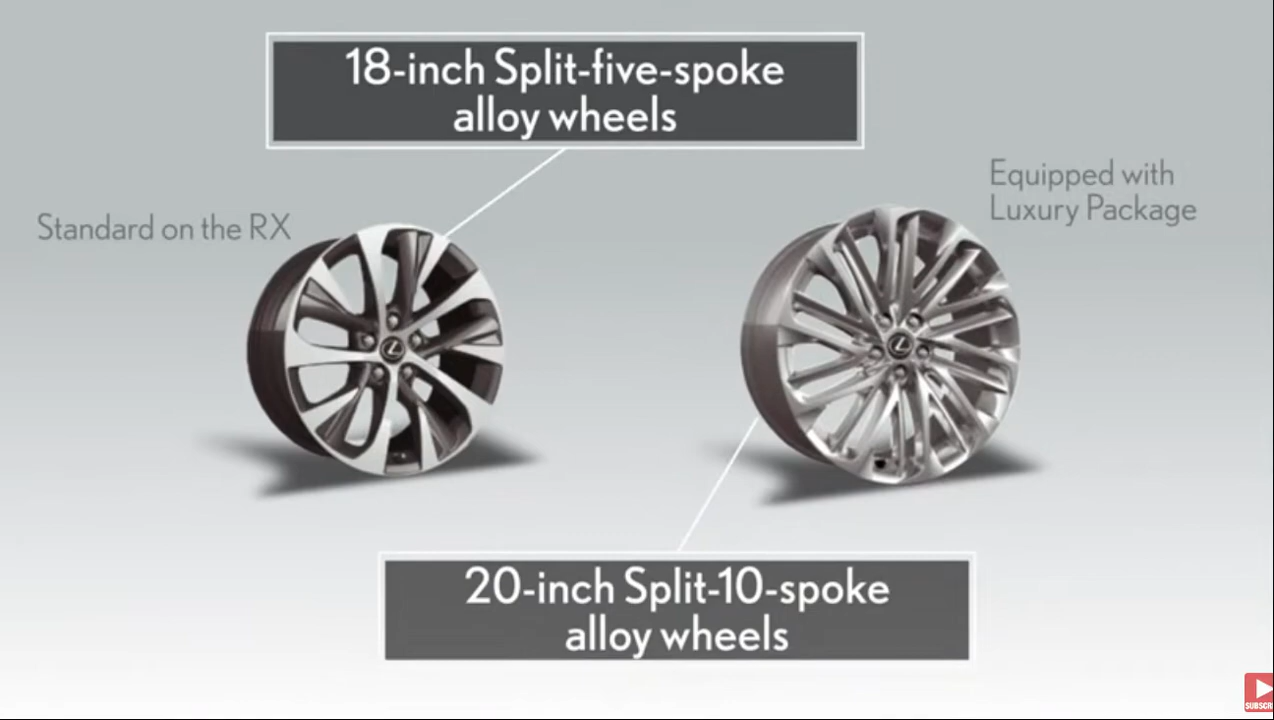 18-inch Split-five-spoke
alloy wheels
Standard on the RX
Equipped with
Luxury Package
20-inch Split-10-spoke
alloy wheels